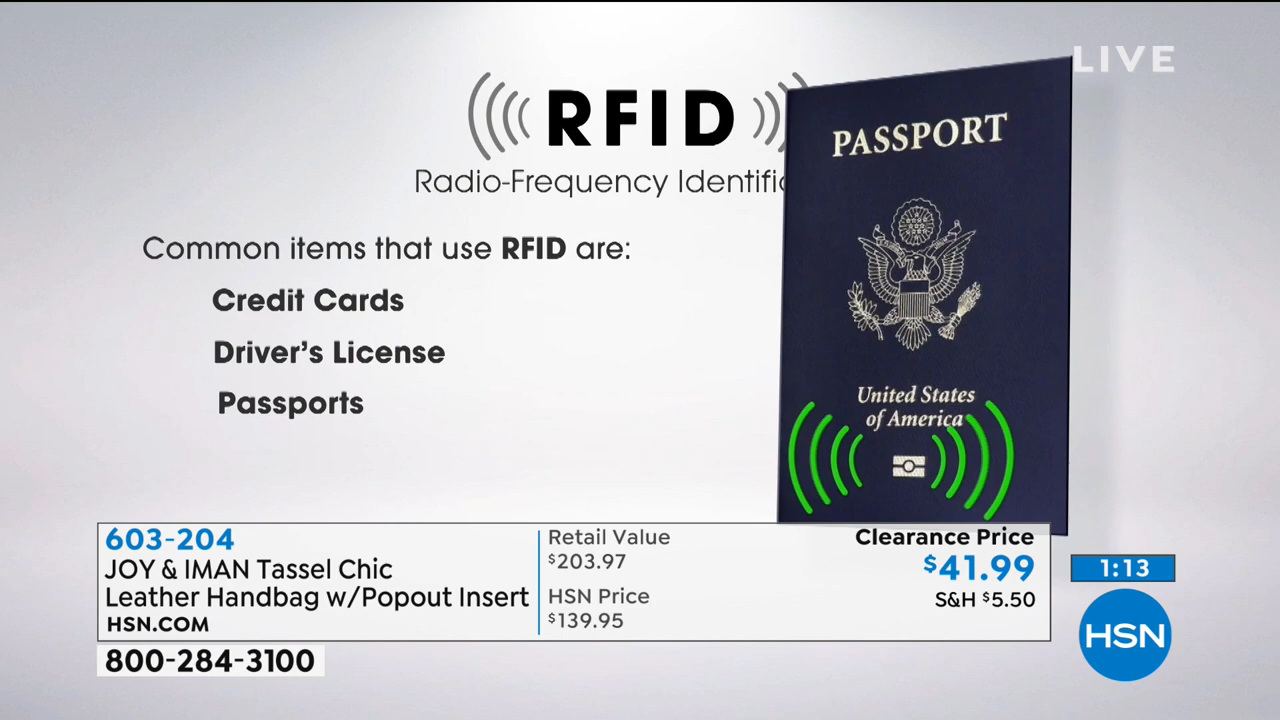 LIVE
RFID
Radio-Frequency Identific
PASSPORT
Common items that use RFID are:
Credit Cards
Driver's License
Passports
United States
of America
603-204
JOY & IMAN Tassel Chic
Leather Handbag w/Popout Insert
HSN.COM
Retail Value
$203.97
HSN Price
$139.95
Clearance Price
$41.99
S&H $5.50
1:13
HSN
800-284-3100